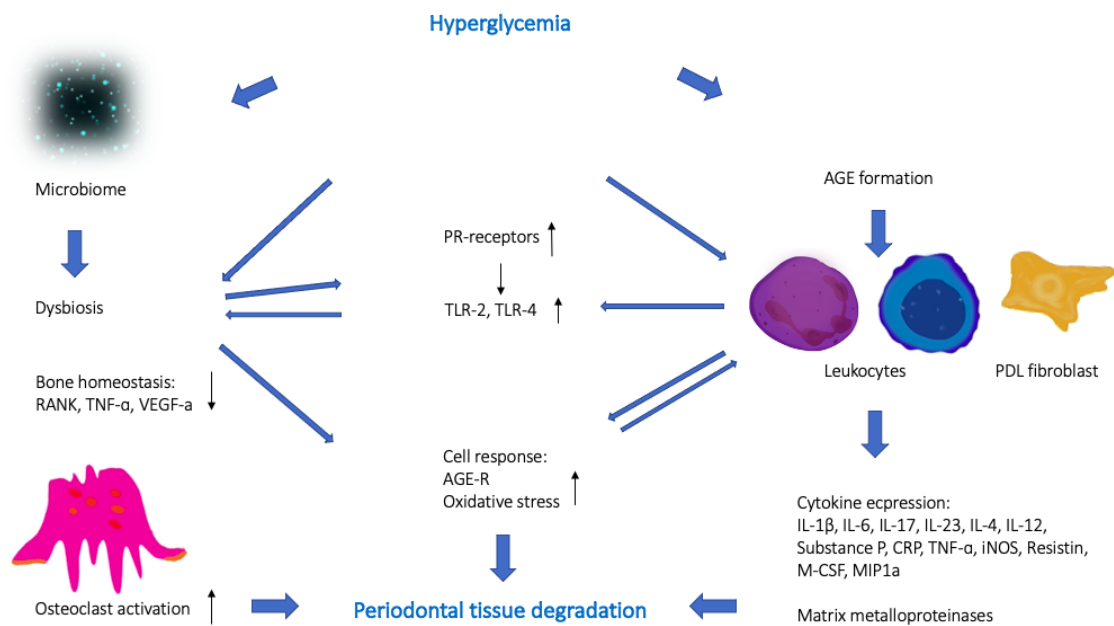 Hyperglycemia
Microbiome
Dysbiosis
Bone homeostasis:
RANK, TNF-α, VEGF-a
Osteoclast activation
PR-receptors
TLR-2, TLR-4
Cell response:
AGE-R
Oxidative stress
Periodontal tissue degradation
AGE formation
Leukocytes
PDL fibroblast
Cytokine ecpression:
IL-1β, IL-6, IL-17, IL-23, IL-4, IL-12,
Substance P, CRP, TNF-α, iNOS, Resistin,
M-CSF, MIP1a
Matrix metalloproteinases